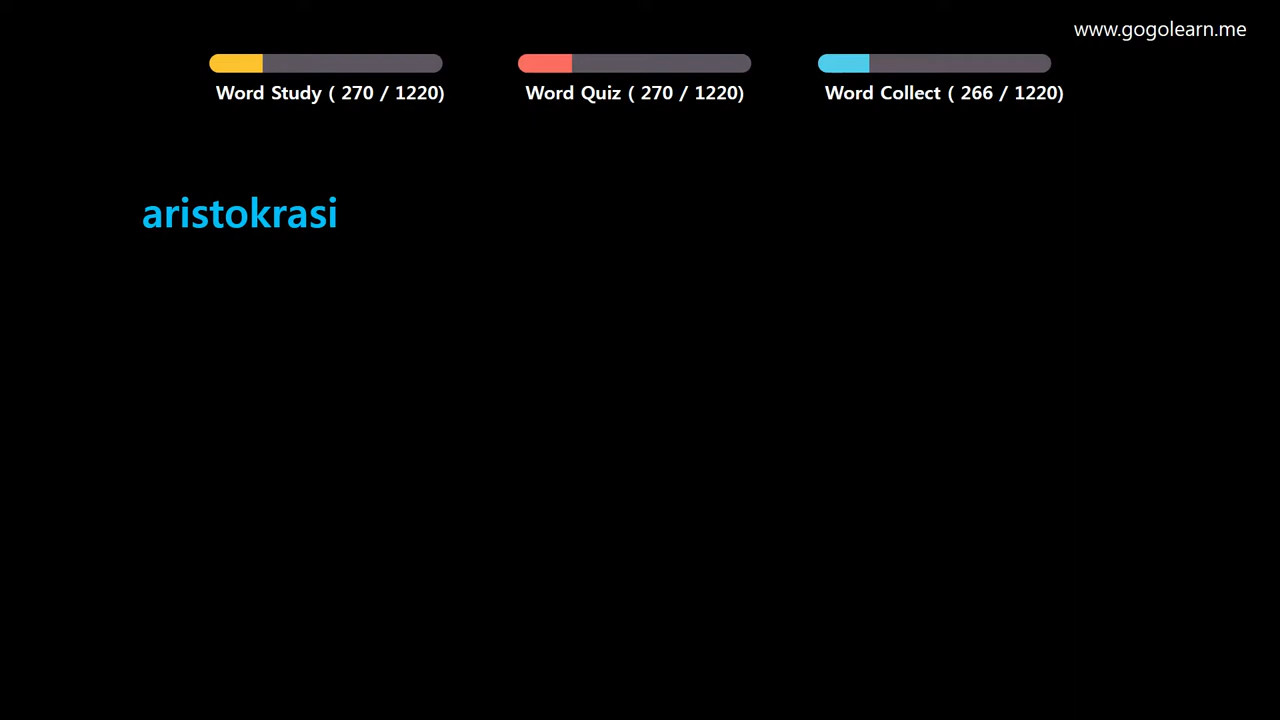 www.gogolearn.me
Word Study ( 270 / 1220)
Word Quiz ( 270 / 1220)
Word Collect ( 266 / 1220)
aristokrasi